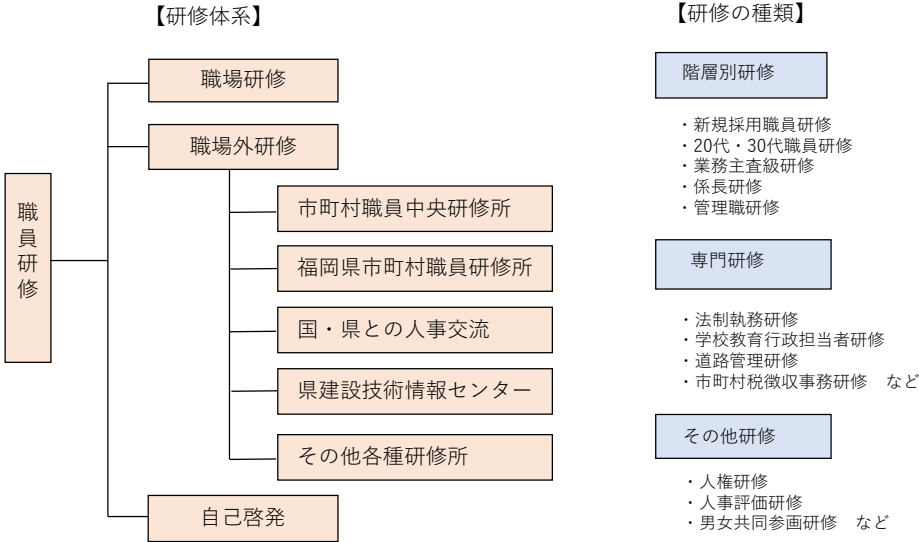 【研修体系】
職員研修
職場研修
職場外研修
市町村職員中央研修所
福岡県市町村職員研修所
国・県との人事交流
県建設技術情報センター
その他各種研修所
自己啓発
【研修の種類】
階層別研修
・新規採用職員研修
・20代・30代職員研修
・業務主査級研修
・係長研修
・管理職研修
専門研修
・法制執務研修
・学校教育行政担当者研修
・道路管理研修
・市町村税徴収事務研修　など
その他研修
・人権研修
・人事評価研修
・男女共同参画研修　など